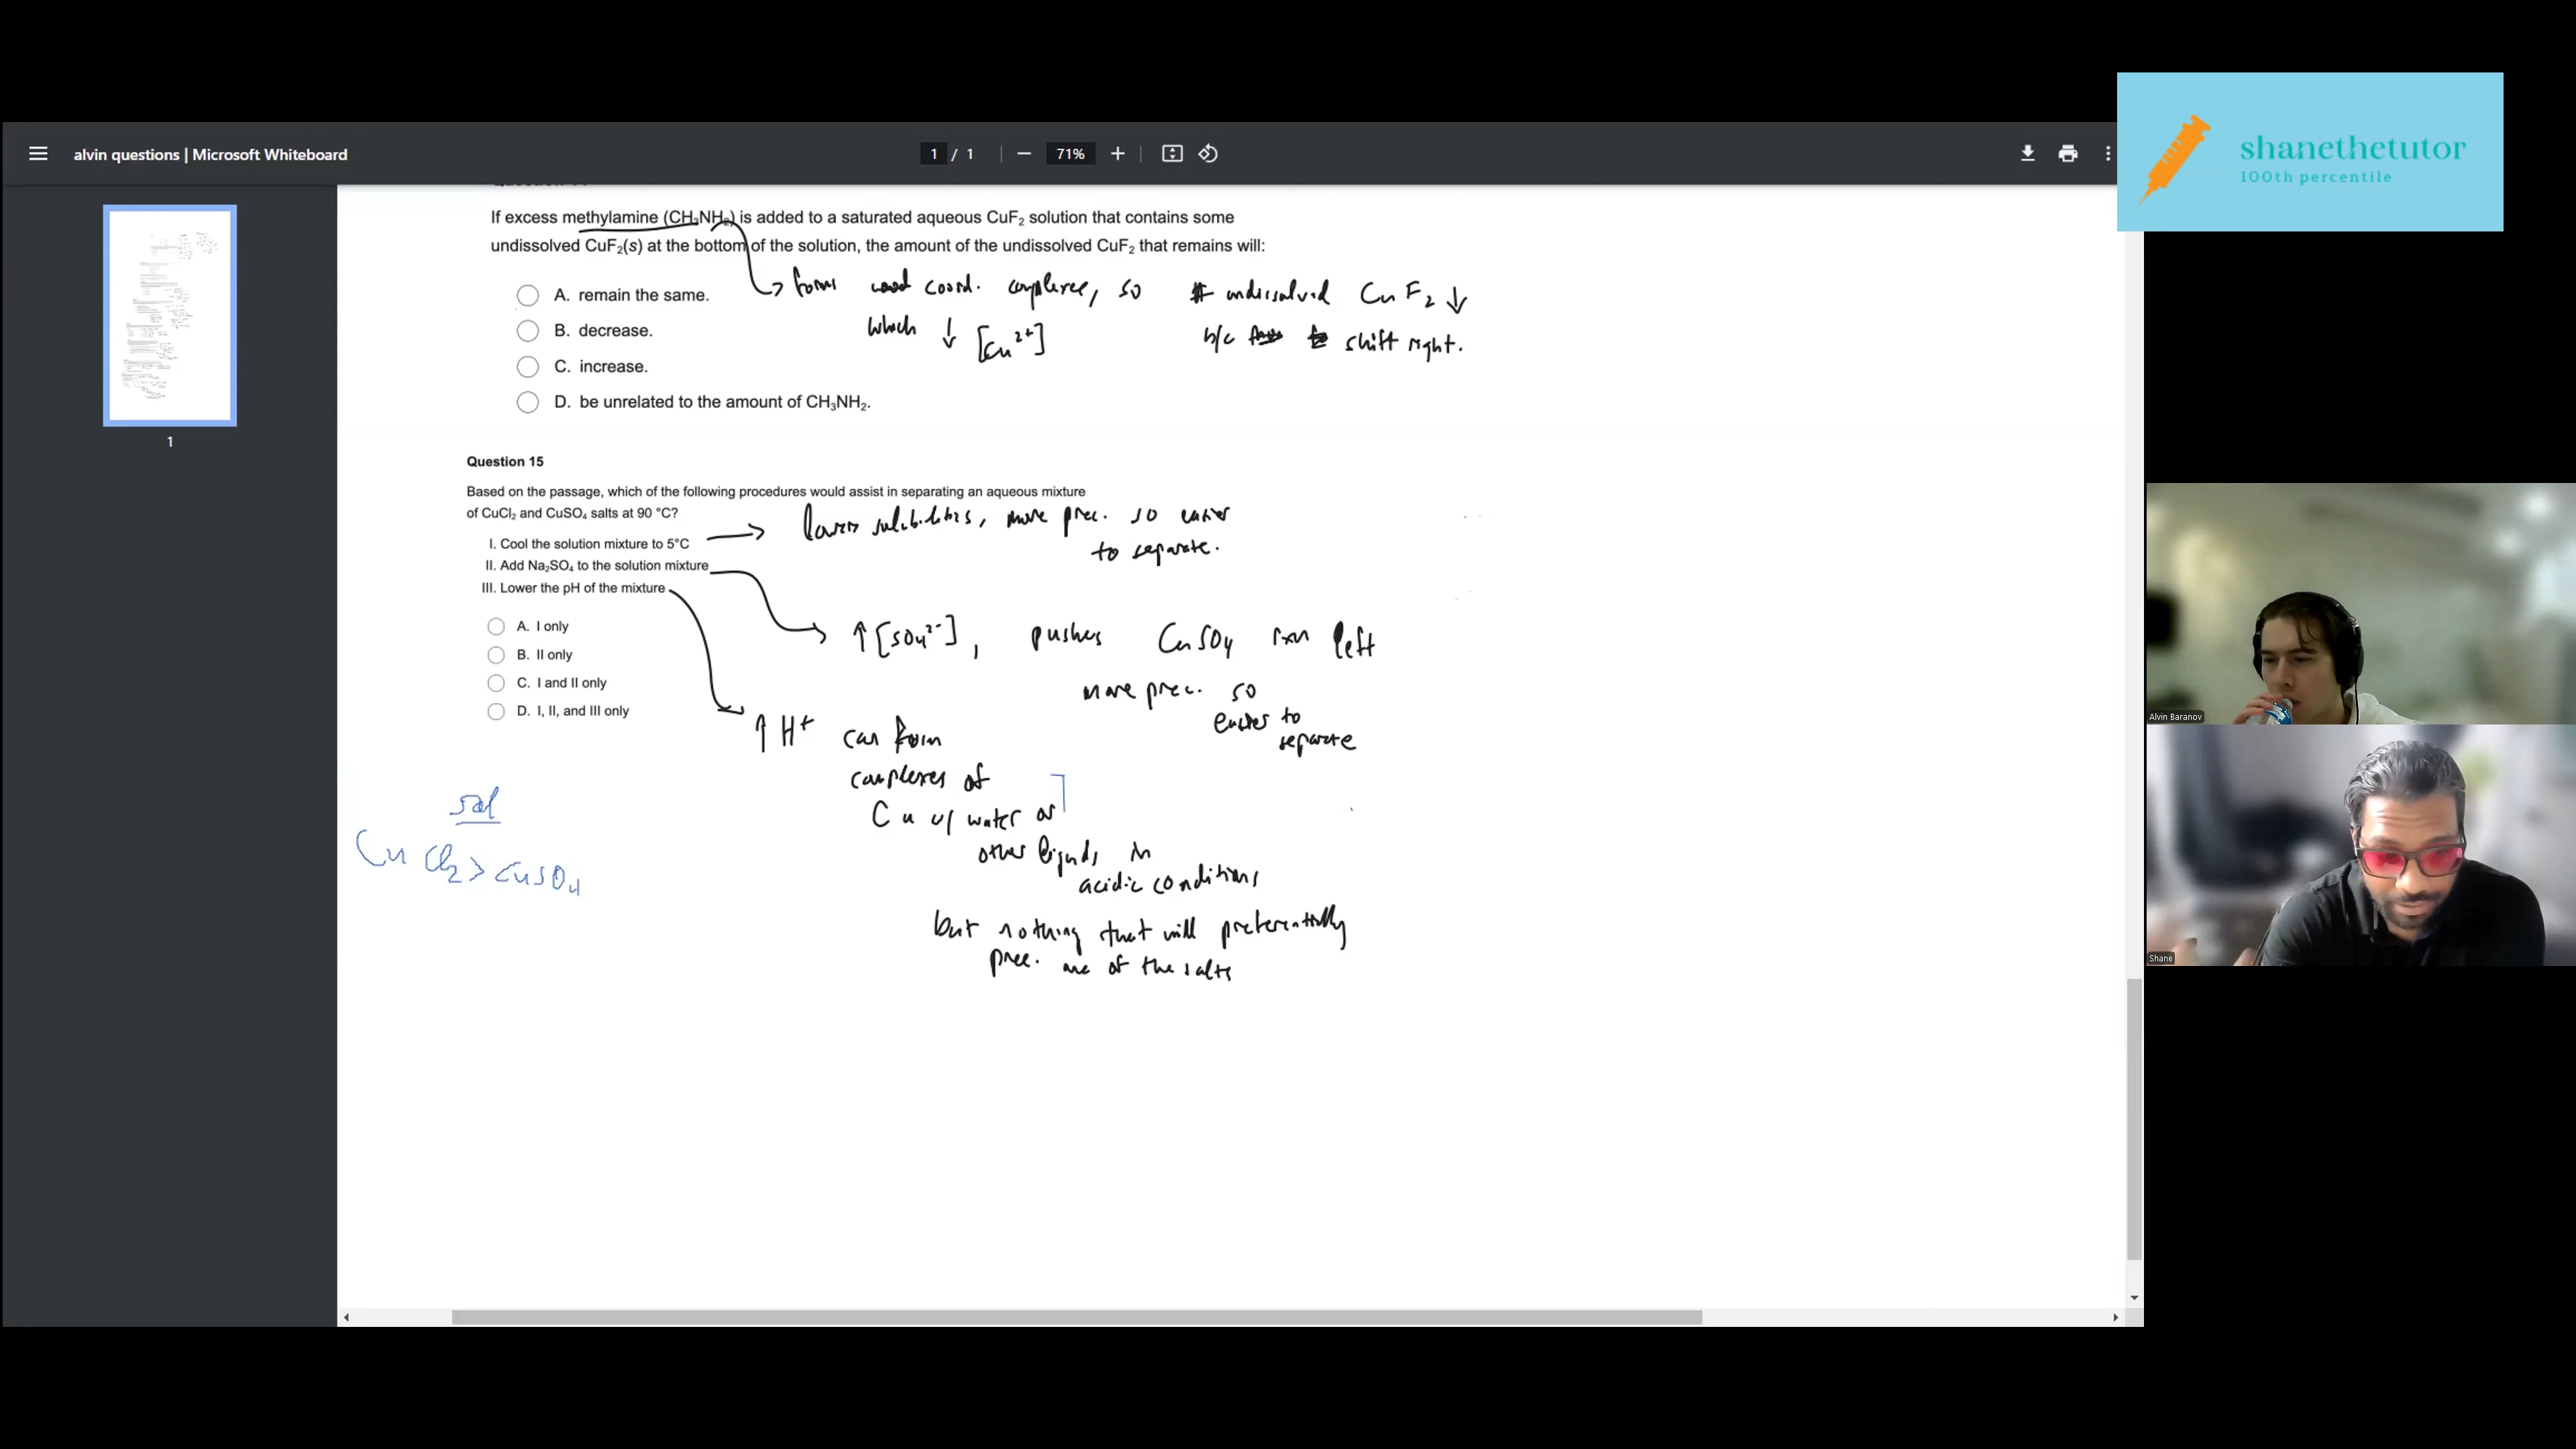 shanethetutor
100th percentile
alvin questions | Microsoft Whiteboard
1 / 1
71%
If excess methylamine (CH₃NH₂) is added to a saturated aqueous CuF₂ solution that contains some
undissolved CuF₂(s) at the bottom of the solution, the amount of the undissolved CuF₂ that remains will:
A. remain the same.
B. decrease.
C. increase.
D. be unrelated to the amount of CH₃NH₂.
forms coord. complexes, so
which ↓ [Cu²⁺]
undissolved CuF₂ ↓
b/c shift right.
1
Question 15
Based on the passage, which of the following procedures would assist in separating an aqueous mixture
of CuCl₂ and CuSO₄ salts at 90 °C?
I. Cool the solution mixture to 5°C
II. Add Na₂SO₄ to the solution mixture
III. Lower the pH of the mixture
A. I only
B. II only
C. I and II only
D. I, II, and III only
lowers solubilities, more prec. so easier
to separate.
↑ [SO₄²⁻], pushes CuSO₄ rxn left
more prec. so
easier to
separate
↑ H⁺ can form
complexes of
Cu w/ water or
other ligands in
acidic conditions
but nothing that will preferentially
prec. one of the salts
sol
CuCl₂ > CuSO₄
Alvin Baranov
Shane